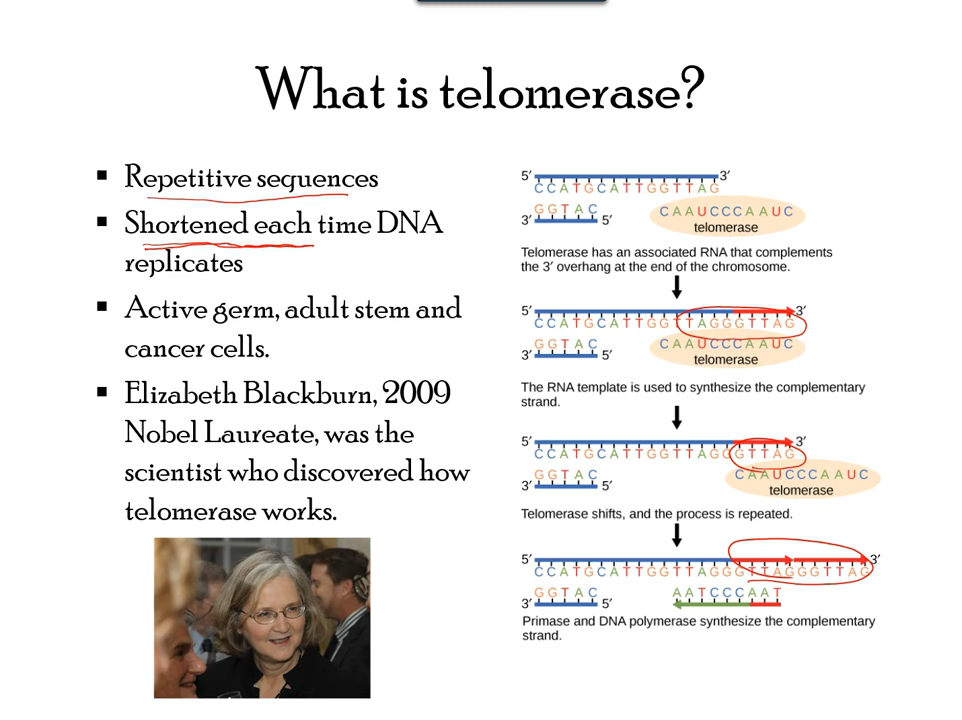 What is telomerase?
Repetitive sequences
Shortened each time DNA
replicates
Active germ, adult stem and
cancer cells.
Elizabeth Blackburn, 2009
Nobel Laureate, was the
scientist who discovered how
telomerase works.
5′ 3′
CCATGCATTGGTTAG
GGTAC CAAUCCCAAUC
3′ 5′ telomerase
Telomerase has an associated RNA that complements
the 3′ overhang at the end of the chromosome.
5′ 3′
CCATGCATTGGTTAGGGTTAG
GGTAC CAAUCCCAAUC
3′ 5′ telomerase
The RNA template is used to synthesize the complementary
strand.
5′ 3′
CCATGCATTGGTTAGGGTTAG
GGTAC CAAUCCCAAUC
3′ 5′ telomerase
Telomerase shifts, and the process is repeated.
5′ 3′
CCATGCATTGGTTAGGGTTAGGGTTAG
GGTAC AATCCCAAT
3′ 5′
Primase and DNA polymerase synthesize the complementary
strand.